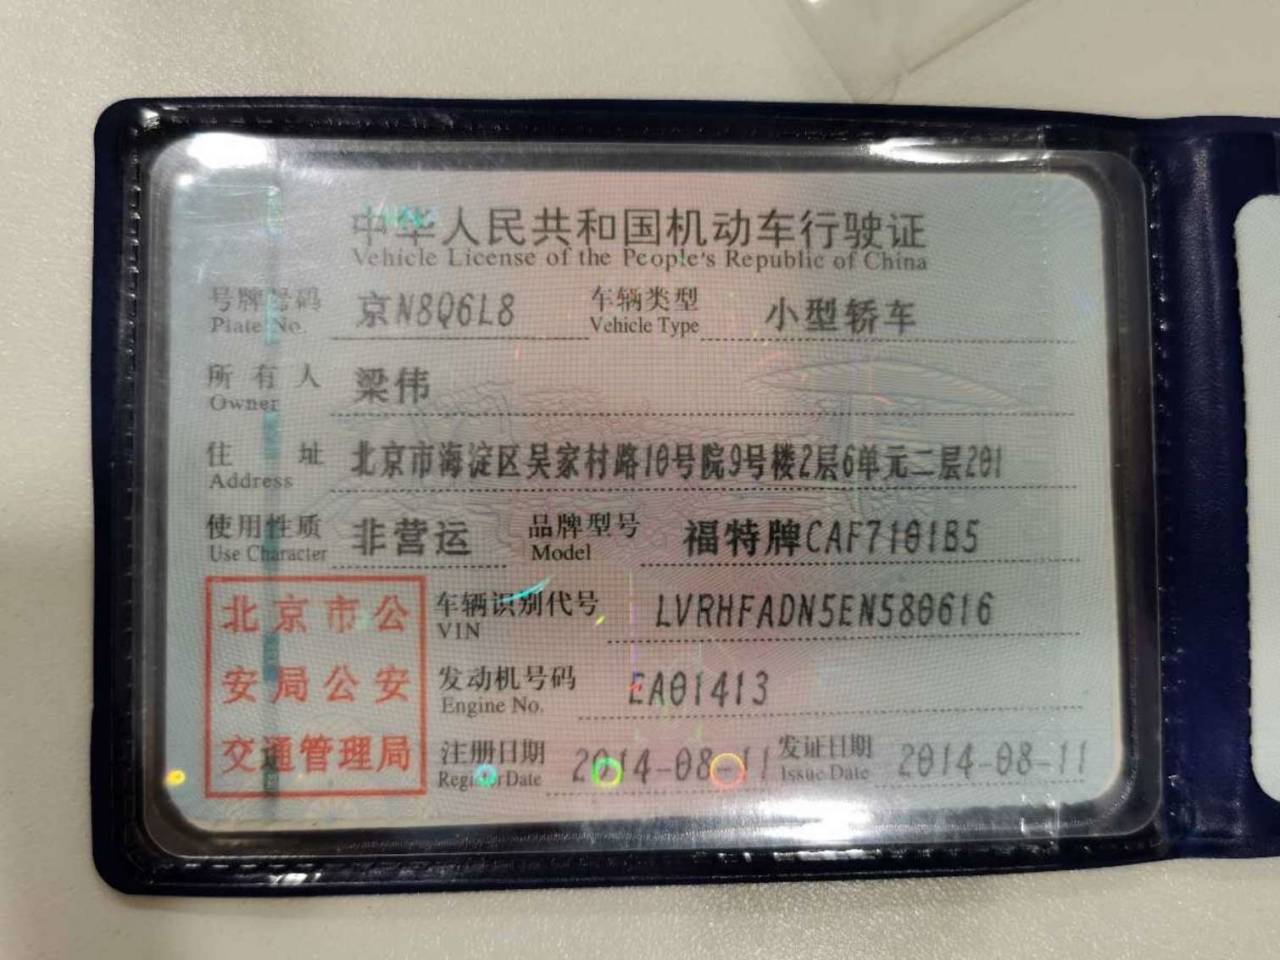 中华人民共和国机动车行驶证
Vehicle License of the People's Republic of China
号牌号码 京N8Q6L8 车辆类型 小型轿车
Plate No. Vehicle Type
所有人 梁伟
Owner
住址 北京市海淀区吴家村路10号院9号楼2层6单元二层201
Address
使用性质 非营运 品牌型号 福特牌CAF7101B5
Use Character Model
北京市公安局公安交通管理局
车辆识别代号 LVRHFADN5EN580616
VIN
发动机号码 EA01413
Engine No.
注册日期 2014-08-11 发证日期 2014-08-11
Register Date Issue Date